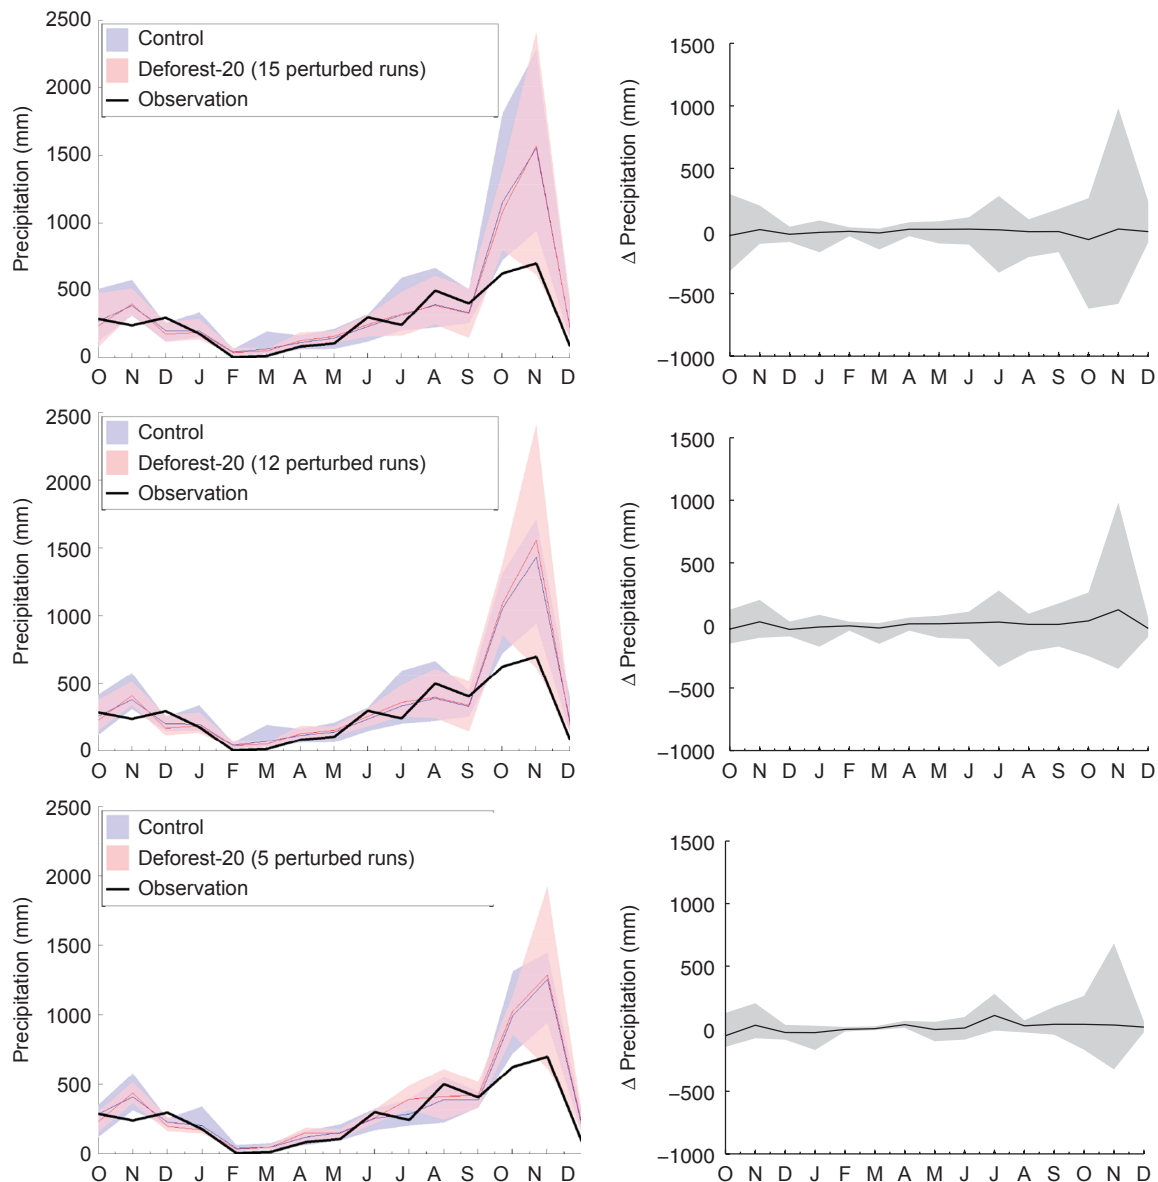 2500
2000
1500
1000
500
0
Precipitation (mm)
Control
Deforest-20 (15 perturbed runs)
Observation
O N D J F M A M J J A S O N D
1500
1000
500
0
−500
−1000
Δ Precipitation (mm)
O N D J F M A M J J A S O N D
2500
2000
1500
1000
500
0
Precipitation (mm)
Control
Deforest-20 (12 perturbed runs)
Observation
O N D J F M A M J J A S O N D
1500
1000
500
0
−500
−1000
Δ Precipitation (mm)
O N D J F M A M J J A S O N D
2500
2000
1500
1000
500
0
Precipitation (mm)
Control
Deforest-20 (5 perturbed runs)
Observation
O N D J F M A M J J A S O N D
1500
1000
500
0
−500
−1000
Δ Precipitation (mm)
O N D J F M A M J J A S O N D